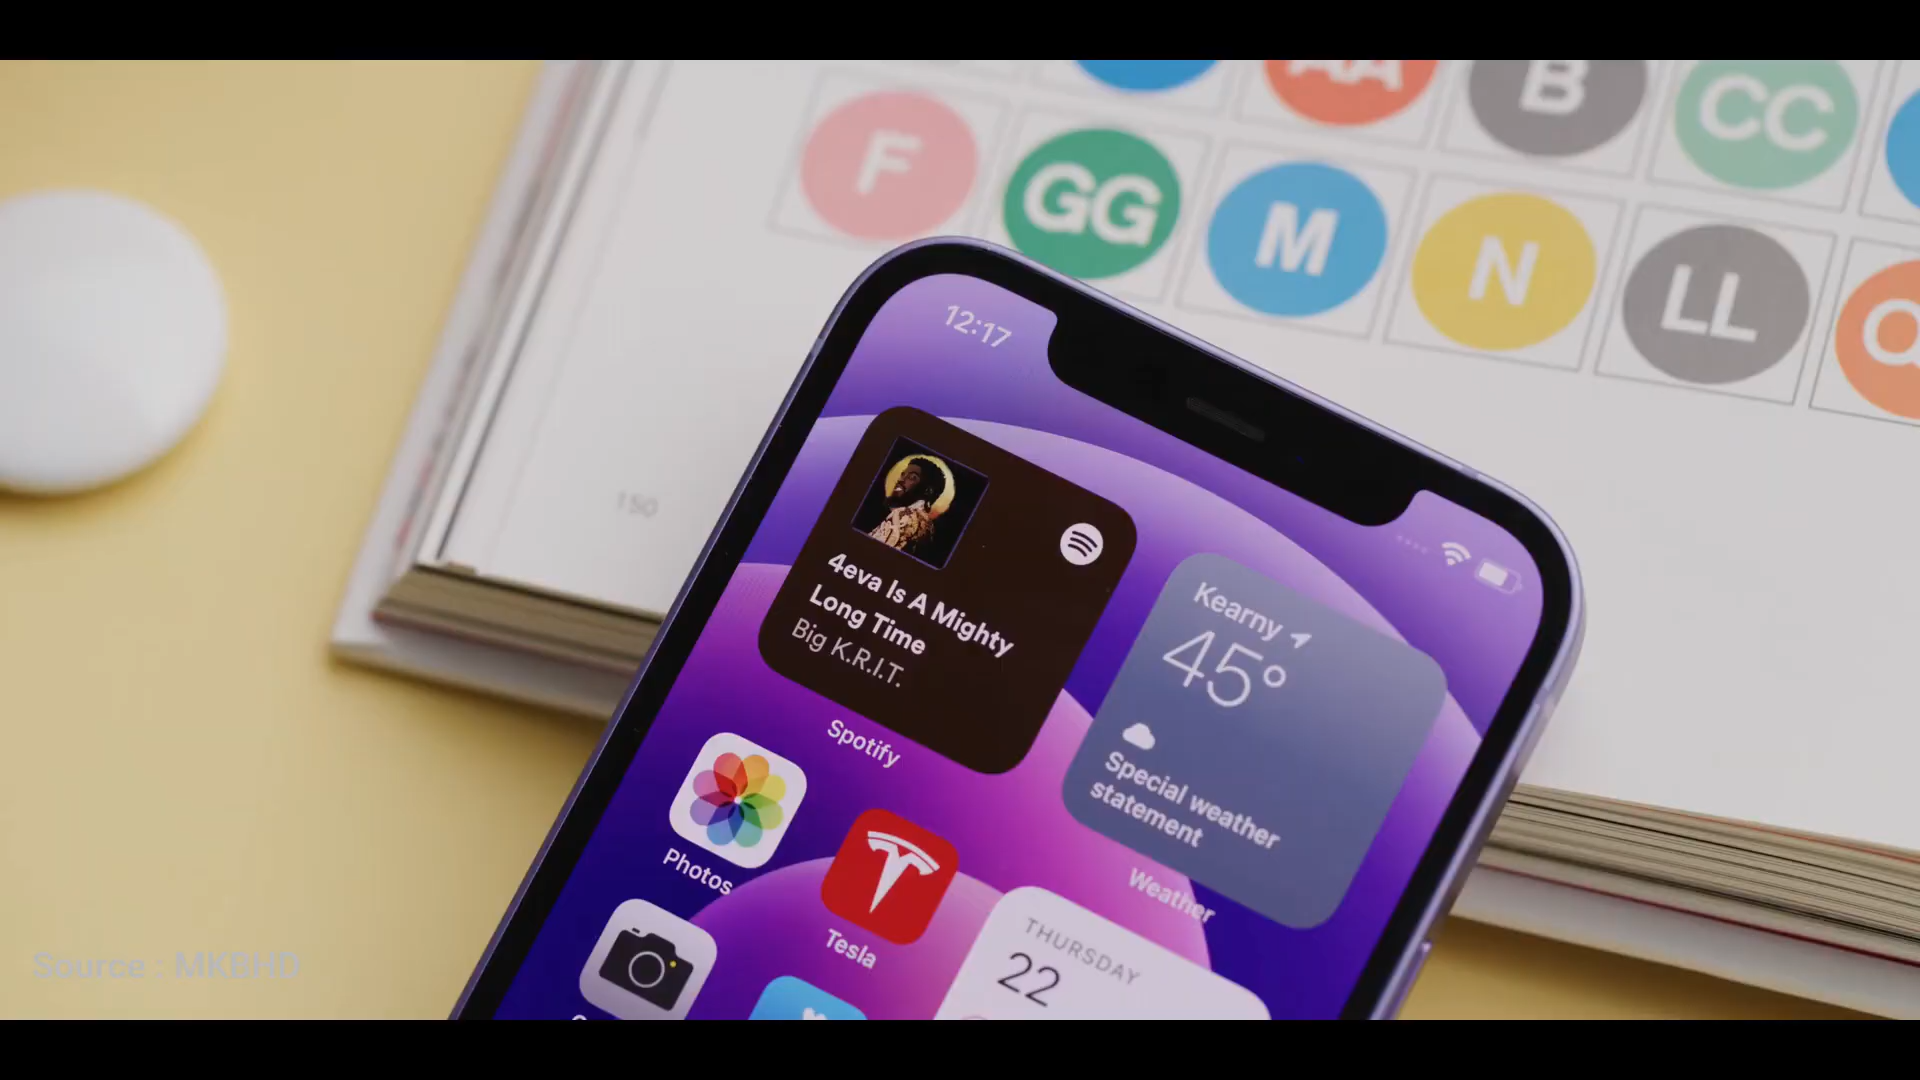 AA
B
CC
F
GG
M
N
LL
150
12:17
4eva Is A Mighty
Long Time
Big K.R.I.T.
Spotify
Kearny
45°
Special weather
statement
Weather
Photos
Tesla
THURSDAY
22
Source : MKBHD